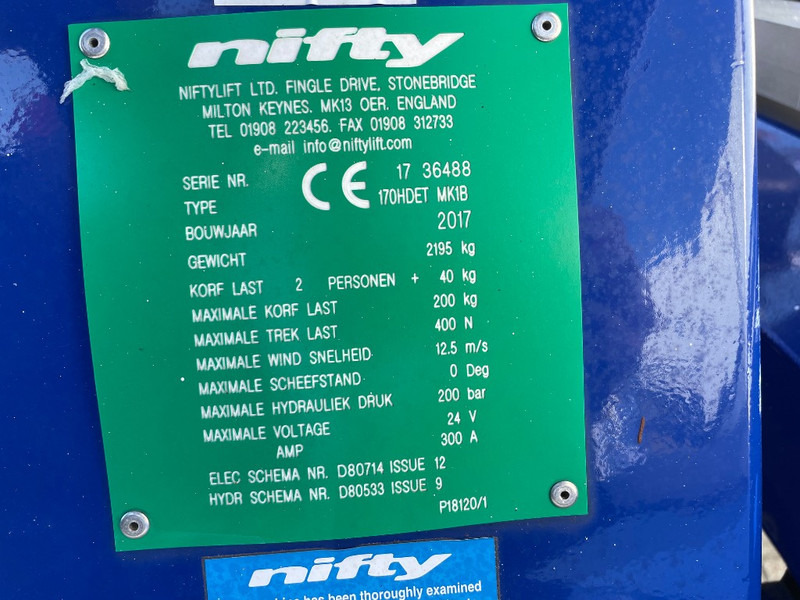 nifty
NIFTYLIFT LTD. FINGLE DRIVE, STONEBRIDGE
MILTON KEYNES. MK13 OER. ENGLAND
TEL 01908 223456. FAX 01908 312733
e-mail info@niftylift.com
CE
SERIE NR. 17 36488
TYPE 170HDET MK1B
BOUWJAAR 2017
GEWICHT 2195 kg
KORF LAST 2 PERSONEN + 40 kg
MAXIMALE KORF LAST 200 kg
MAXIMALE TREK LAST 400 N
MAXIMALE WIND SNELHEID 12.5 m/s
MAXIMALE SCHEEFSTAND 0 Deg
MAXIMALE HYDRAULIEK DRUK 200 bar
MAXIMALE VOLTAGE 24 V
AMP 300 A
ELEC SCHEMA NR. D80714 ISSUE 12
HYDR SCHEMA NR. D80533 ISSUE 9
P18120/1
nifty
has been thoroughly examined